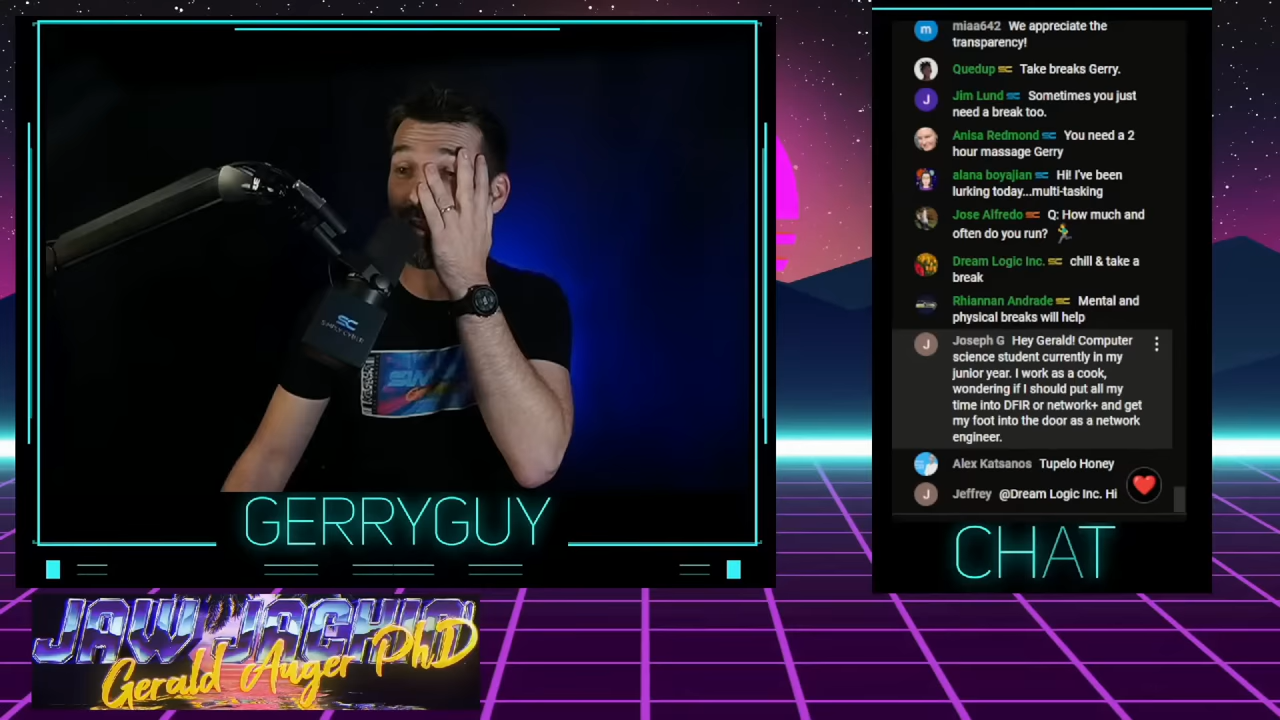 miaa642 We appreciate the
transparency!
Quedup Take breaks Gerry.
Jim Lund Sometimes you just
need a break too.
Anisa Redmond You need a 2
hour massage Gerry
alana boyajian Hi! I've been
lurking today...multi-tasking
Jose Alfredo Q: How much and
often do you run?
Dream Logic Inc. chill & take a
break
Rhiannan Andrade Mental and
physical breaks will help
J
Joseph G Hey Gerald! Computer
science student currently in my
junior year. I work as a cook,
wondering if I should put all my
time into DFIR or network+ and get
my foot into the door as a network
engineer.
Alex Katsanos Tupelo Honey
Jeffrey @Dream Logic Inc. Hi
SC
SIMPLY CYBER
GERRYGUY
CHAT
JAW JACKIN'
Gerald Auger PhD